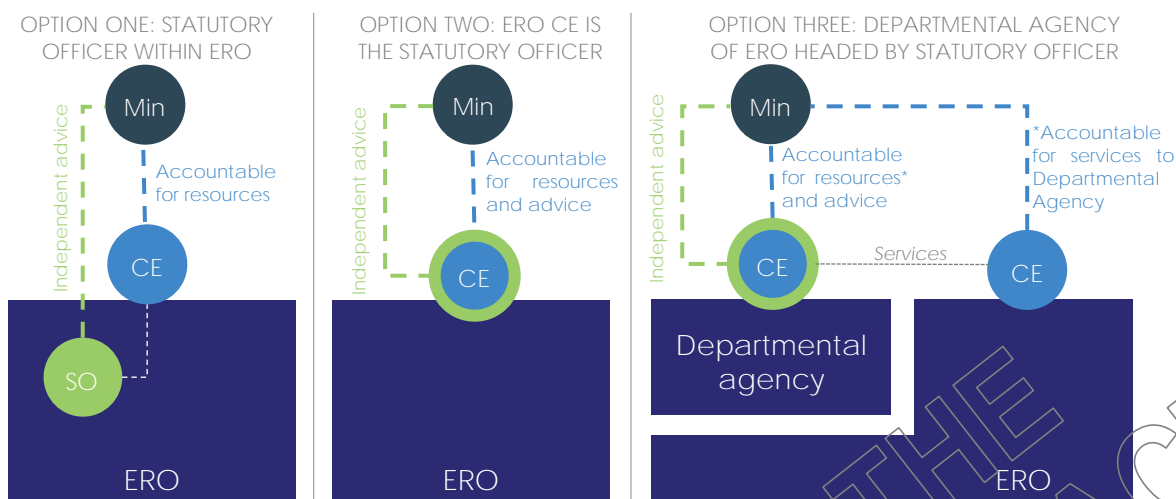 OPTION ONE: STATUTORY
OFFICER WITHIN ERO
Min
Independent advice
Accountable
for resources
CE
SO
ERO
OPTION TWO: ERO CE IS
THE STATUTORY OFFICER
Min
Independent advice
Accountable
for resources
and advice
CE
ERO
OPTION THREE: DEPARTMENTAL AGENCY
OF ERO HEADED BY STATUTORY OFFICER
Min
Independent advice
Accountable
for resources*
and advice
*Accountable
for services to
Departmental
Agency
CE
Services
CE
Departmental
agency
ERO
THE